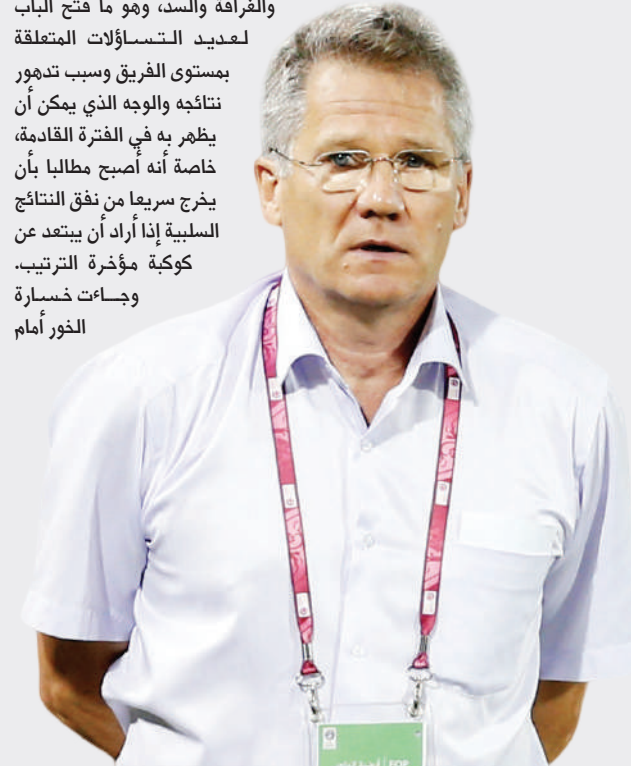 والغرافة والسد، وهو ما فتح الباب
لعديد التساؤلات المتعلقة
بمستوى الفريق وسبب تدهور
نتائجه والوجه الذي يمكن أن
يظهر به في الفترة القادمة،
خاصة أنه أصبح مطالبا بأن
يخرج سريعا من نفق النتائج
السلبية إذا أراد أن يبتعد عن
كوكبة مؤخرة الترتيب.
وجاءت خسارة
الخور أمام
FOP